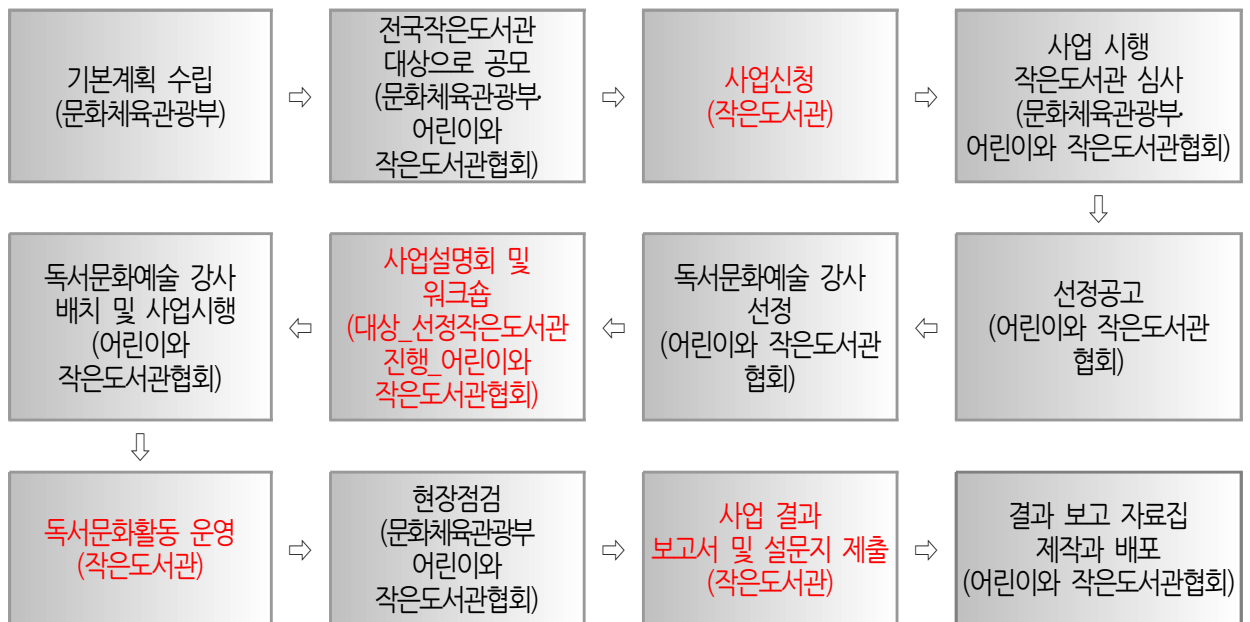 기본계획 수립
(문화체육관광부)
⇨
전국작은도서관
대상으로 공모
(문화체육관광부·
어린이와
작은도서관협회)
⇨
사업신청
(작은도서관)
⇨
사업 시행
작은도서관 심사
(문화체육관광부·
어린이와 작은도서관협회)
⇩
선정공고
(어린이와 작은도서관
협회)
⇦
독서문화예술 강사
선정
(어린이와 작은도서관
협회)
⇦
사업설명회 및
워크숍
(대상_선정작은도서관
진행_어린이와
작은도서관협회)
⇦
독서문화예술 강사
배치 및 사업시행
(어린이와
작은도서관협회)
⇩
독서문화활동 운영
(작은도서관)
⇨
현장점검
(문화체육관광부
어린이와
작은도서관협회)
⇨
사업 결과
보고서 및 설문지 제출
(작은도서관)
⇨
결과 보고 자료집
제작과 배포
(어린이와 작은도서관협회)